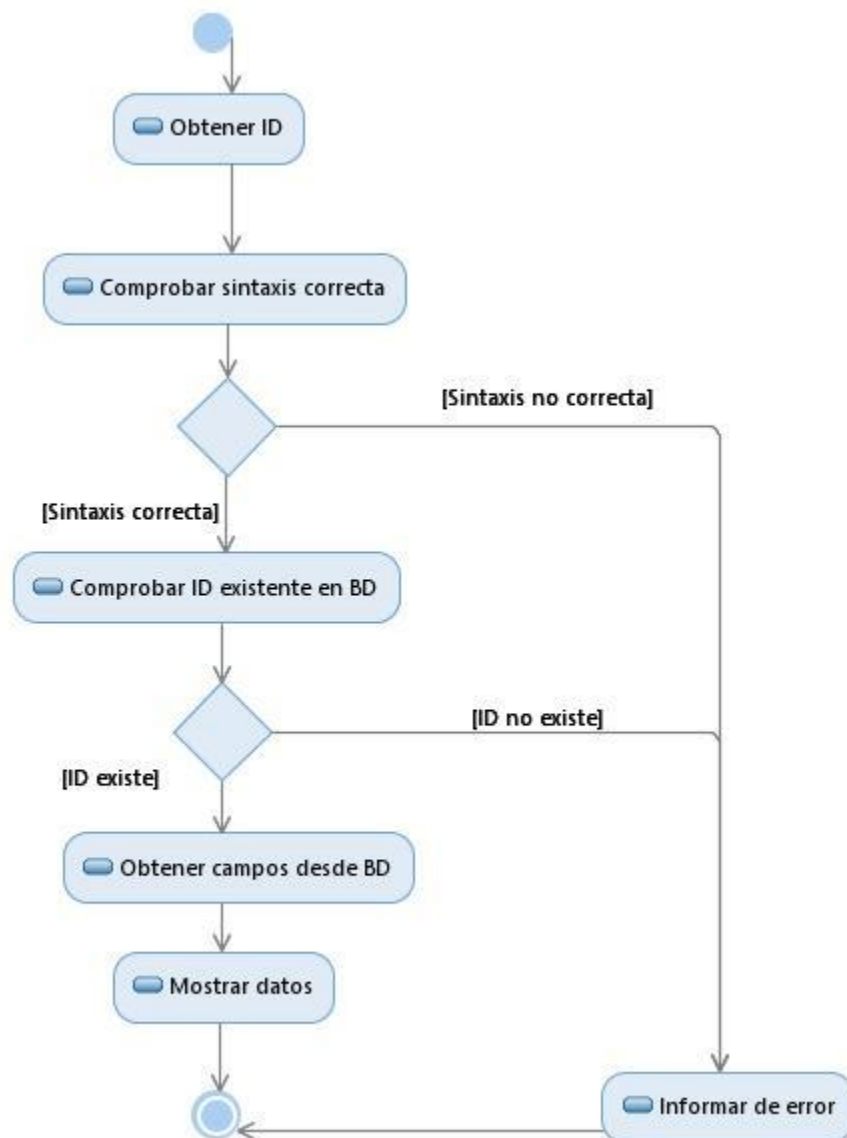 Obtener ID
Comprobar sintaxis correcta
[Sintaxis no correcta]
[Sintaxis correcta]
Comprobar ID existente en BD
[ID no existe]
[ID existe]
Obtener campos desde BD
Mostrar datos
Informar de error